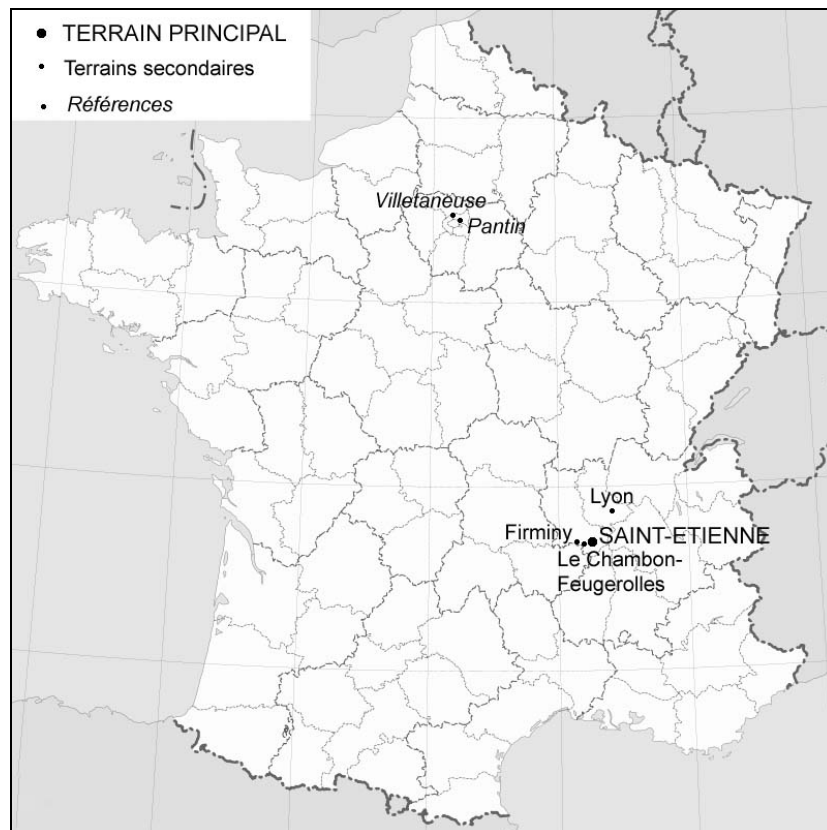 TERRAIN PRINCIPAL
Terrains secondaires
Références
Villetaneuse
Pantin
Lyon
Firminy
SAINT-ETIENNE
Le Chambon-
Feugerolles